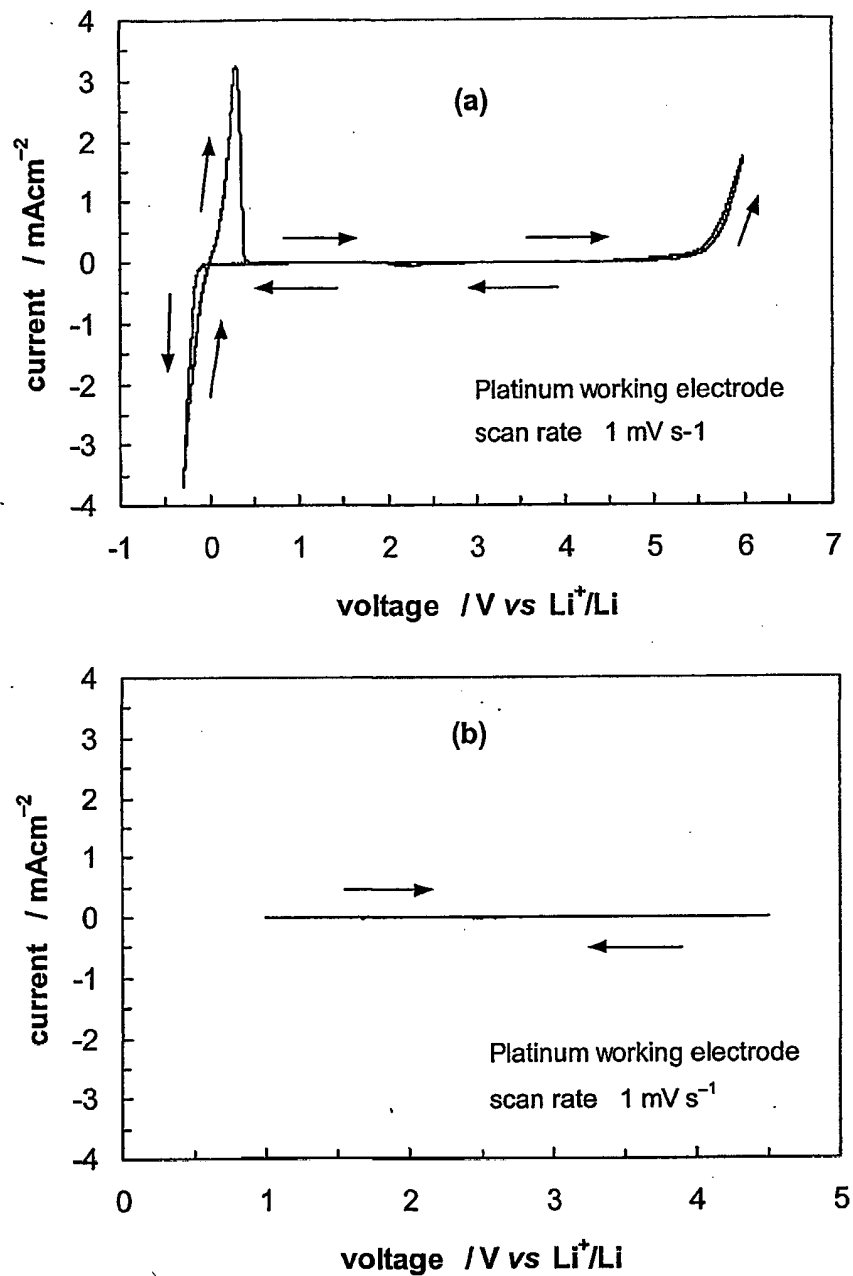 4
3
2
1
0
-1
-2
-3
-4
current / mAcm⁻²
(a)
Platinum working electrode
scan rate 1 mV s-1
-1 0 1 2 3 4 5 6 7
voltage / V vs Li⁺/Li
4
3
2
1
0
-1
-2
-3
-4
current / mAcm⁻²
(b)
Platinum working electrode
scan rate 1 mV s⁻¹
0 1 2 3 4 5
voltage / V vs Li⁺/Li